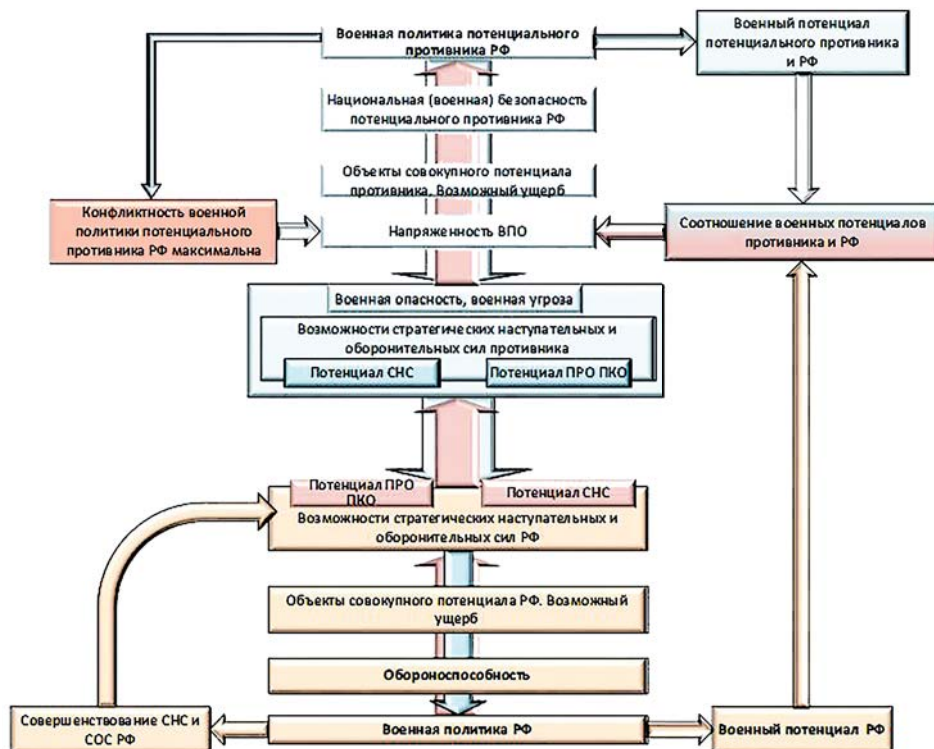 Военная политика потенциального
противника РФ
Военный потенциал
потенциального противника
и РФ
Национальная (военная) безопасность
потенциального противника РФ
Объекты совокупного потенциала
противника, Возможный ущерб
Конфликтность военной
политики потенциального
противника РФ максимальна
Напряженность ВПО
Соотношение военных потенциалов
противника и РФ
Военная опасность, военная угроза
Возможности стратегических наступательных и
оборонительных сил противника
Потенциал СНС
Потенциал ПРО ПКО
Потенциал ПРО
ПКО
Потенциал СНС
Возможности стратегических наступательных и
оборонительных сил РФ
Объекты совокупного потенциала РФ. Возможный
ущерб
Обороноспособность
Совершенствование СНС и
СОС РФ
Военная политика РФ
Военный потенциал РФ